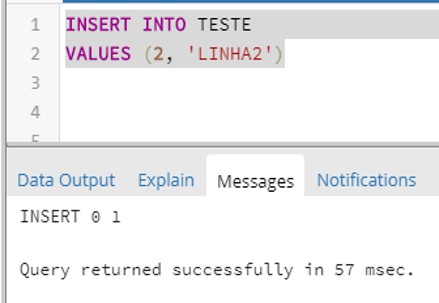 1 INSERT INTO TESTE
2 VALUES (2, 'LINHA2')
3
4
5
Data Output Explain Messages Notifications
INSERT 0 1
Query returned successfully in 57 msec.